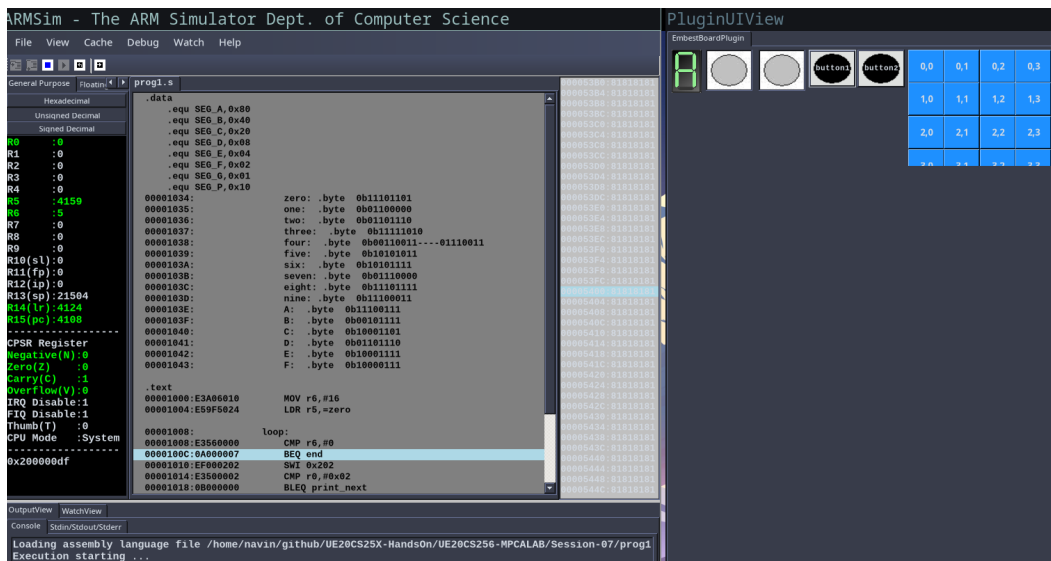 ARMSim - The ARM Simulator Dept. of Computer Science
File View Cache Debug Watch Help
General Purpose Floating
Hexadecimal
Unsigned Decimal
Signed Decimal
R0 :0
R1 :0
R2 :0
R3 :0
R4 :0
R5 :4159
R6 :5
R7 :0
R8 :0
R9 :0
R10(sl):0
R11(fp):0
R12(ip):0
R13(sp):21504
R14(lr):4124
R15(pc):4108
-------------------
CPSR Register
Negative(N):0
Zero(Z) :0
Carry(C) :1
Overflow(V):0
IRQ Disable:1
FIQ Disable:1
Thumb(T) :0
CPU Mode :System
-------------------
0x200000df
prog1.s
.data
.equ SEG_A,0x80
.equ SEG_B,0x40
.equ SEG_C,0x20
.equ SEG_D,0x08
.equ SEG_E,0x04
.equ SEG_F,0x02
.equ SEG_G,0x01
.equ SEG_P,0x10
00001034: zero: .byte 0b11101101
00001035: one: .byte 0b01100000
00001036: two: .byte 0b01101110
00001037: three: .byte 0b11111010
00001038: four: .byte 0b00110011----01110011
00001039: five: .byte 0b10101011
0000103A: six: .byte 0b10101111
0000103B: seven: .byte 0b01110000
0000103C: eight: .byte 0b11101111
0000103D: nine: .byte 0b11100011
0000103E: A: .byte 0b11100111
0000103F: B: .byte 0b00101111
00001040: C: .byte 0b10001101
00001041: D: .byte 0b01101110
00001042: E: .byte 0b10001111
00001043: F: .byte 0b10000111
.text
00001000:E3A06010 MOV r6,#16
00001004:E59F5024 LDR r5,=zero
00001008: loop:
00001008:E3560000 CMP r6,#0
0000100C:0A000007 BEQ end
00001010:EF000202 SWI 0x202
00001014:E3500002 CMP r0,#0x02
00001018:0B000000 BLEQ print_next
OutputView WatchView
Console Stdin/Stdout/Stderr
Loading assembly language file /home/navin/github/UE20CS25X-HandsOn/UE20CS256-MPCALAB/Session-07/prog1
Execution starting ...
PluginUIView
EmbestBoardPlugin
button1 button2
0,0 0,1 0,2 0,3
1,0 1,1 1,2 1,3
2,0 2,1 2,2 2,3
3,0 3,1 3,2 3,3